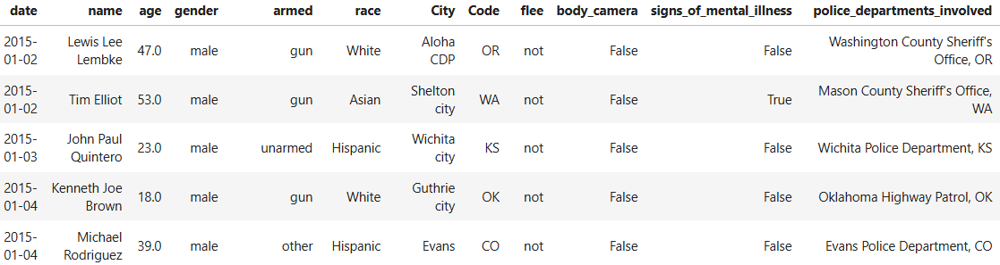 date name age gender armed race City Code flee body_camera signs_of_mental_illness police_departments_involved
2015- Lewis Lee Aloha Washington County Sheriff's
01-02 Lembke 47.0 male gun White CDP OR not False False Office, OR
2015- Shelton Mason County Sheriff's Office,
01-02 Tim Elliot 53.0 male gun Asian city WA not False True WA
2015- John Paul Wichita
01-03 Quintero 23.0 male unarmed Hispanic city KS not False False Wichita Police Department, KS
2015- Kenneth Joe Guthrie
01-04 Brown 18.0 male gun White city OK not False False Oklahoma Highway Patrol, OK
2015- Michael
01-04 Rodriguez 39.0 male other Hispanic Evans CO not False False Evans Police Department, CO